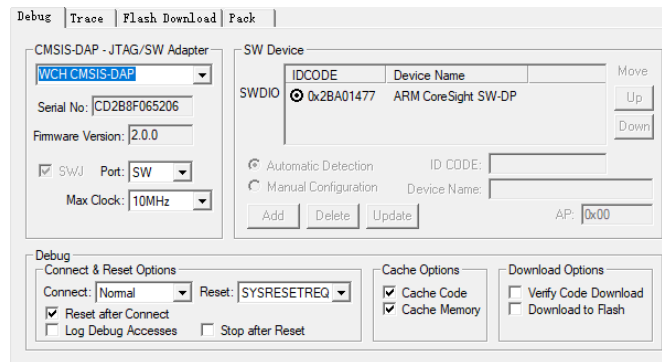 Debug Trace Flash Download Pack
CMSIS-DAP - JTAG/SW Adapter
WCH CMSIS-DAP
Serial No: CD2B8F065206
Firmware Version: 2.0.0
SWJ Port: SW
Max Clock: 10MHz
SW Device
IDCODE Device Name Move
SWDIO 0x2BA01477 ARM CoreSight SW-DP Up
Down
Automatic Detection ID CODE:
Manual Configuration Device Name:
Add Delete Update AP: 0x00
Debug
Connect & Reset Options
Connect: Normal Reset: SYSRESETREQ
Reset after Connect
Log Debug Accesses Stop after Reset
Cache Options
Cache Code
Cache Memory
Download Options
Verify Code Download
Download to Flash